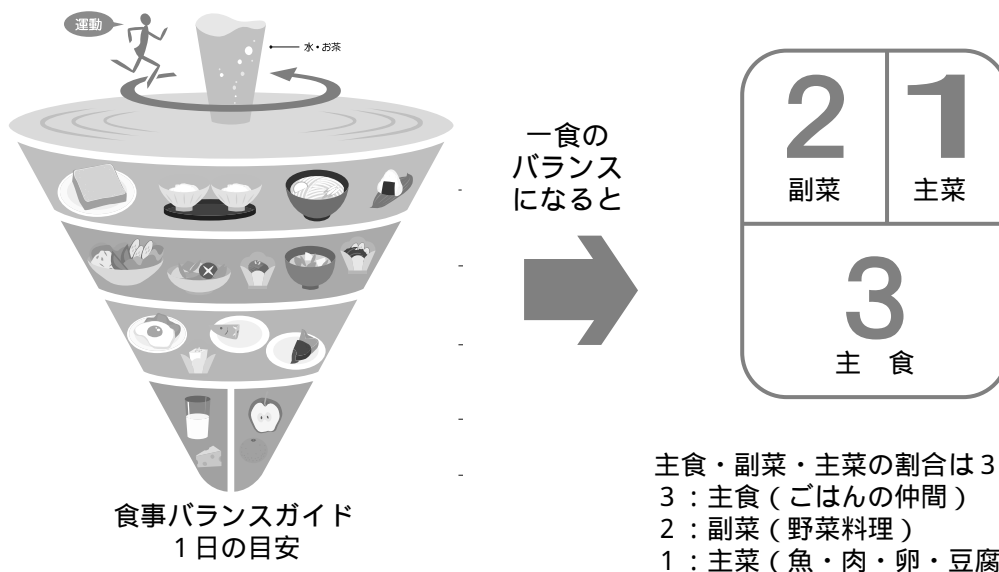 運動
水・お茶
一食の
バランス
になると
2
1
副菜
主菜
3
主 食
食事バランスガイド
1日の目安
主食・副菜・主菜の割合は3
3:主食(ごはんの仲間)
2:副菜(野菜料理)
1:主菜(魚・肉・卵・豆腐